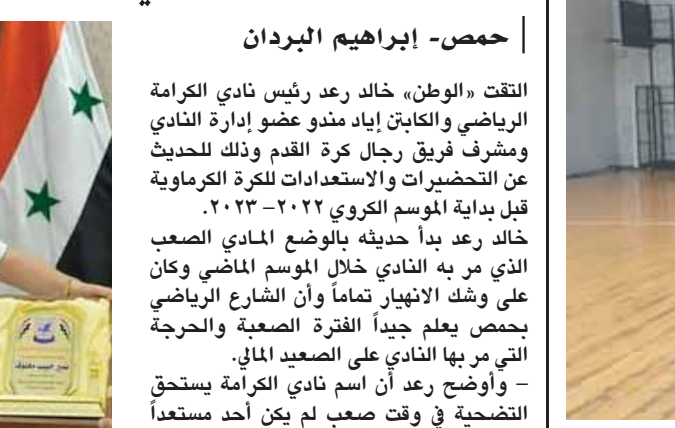 حمص- إبراهيم البردان
التقت «الوطن» خالد رعد رئيس نادي الكرامة
الرياضي والكابتن إياد مندو عضو إدارة النادي
ومشرف فريق رجال كرة القدم وذلك للحديث
عن التحضيرات والاستعدادات للكرة الكرماوية
قبل بداية الموسم الكروي ٢٠٢٢– ٢٠٢٣.
خالد رعد بدأ حديثه بالوضع المادي الصعب
الذي مر به النادي خلال الموسم الماضي وكان
على وشك الانهيار تماماً وأن الشارع الرياضي
بحمص يعلم جيداً الفترة الصعبة والحرجة
التي مر بها النادي على الصعيد المالي.
– وأوضح رعد أن اسم نادي الكرامة يستحق
التضحية في وقت صعب لم يكن أحد مستعداً